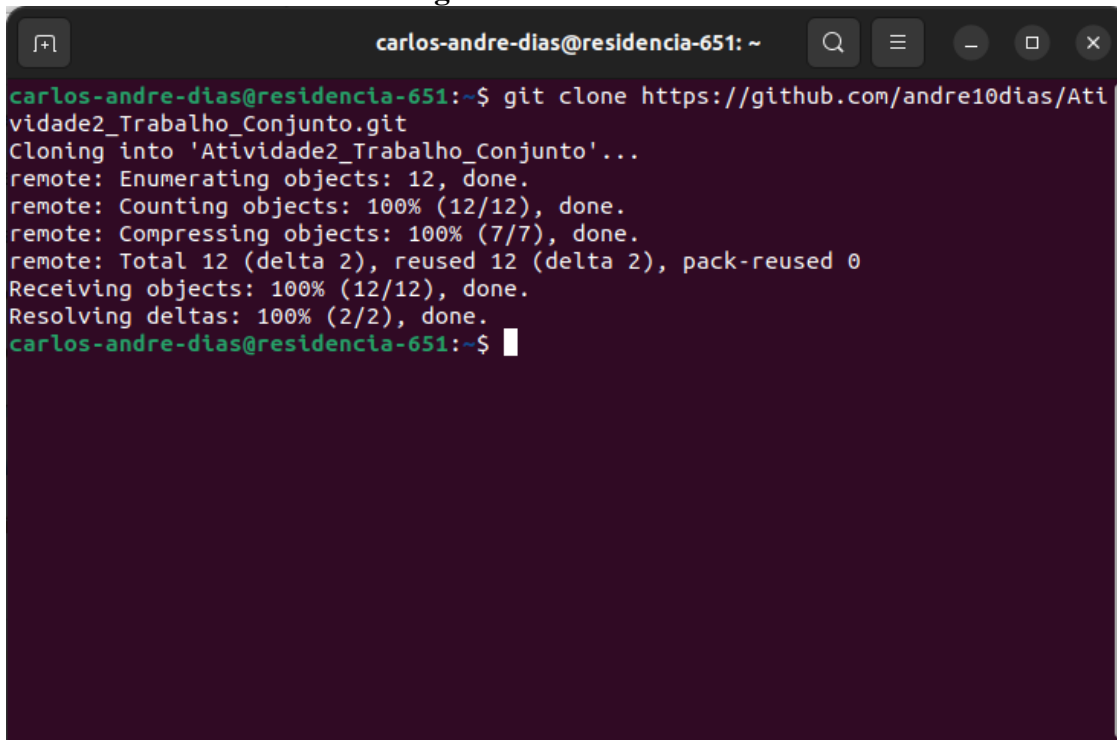 carlos-andre-dias@residencia-651: ~
carlos-andre-dias@residencia-651:~$ git clone https://github.com/andre10dias/Ati
vidade2_Trabalho_Conjunto.git
Cloning into 'Atividade2_Trabalho_Conjunto'...
remote: Enumerating objects: 12, done.
remote: Counting objects: 100% (12/12), done.
remote: Compressing objects: 100% (7/7), done.
remote: Total 12 (delta 2), reused 12 (delta 2), pack-reused 0
Receiving objects: 100% (12/12), done.
Resolving deltas: 100% (2/2), done.
carlos-andre-dias@residencia-651:~$